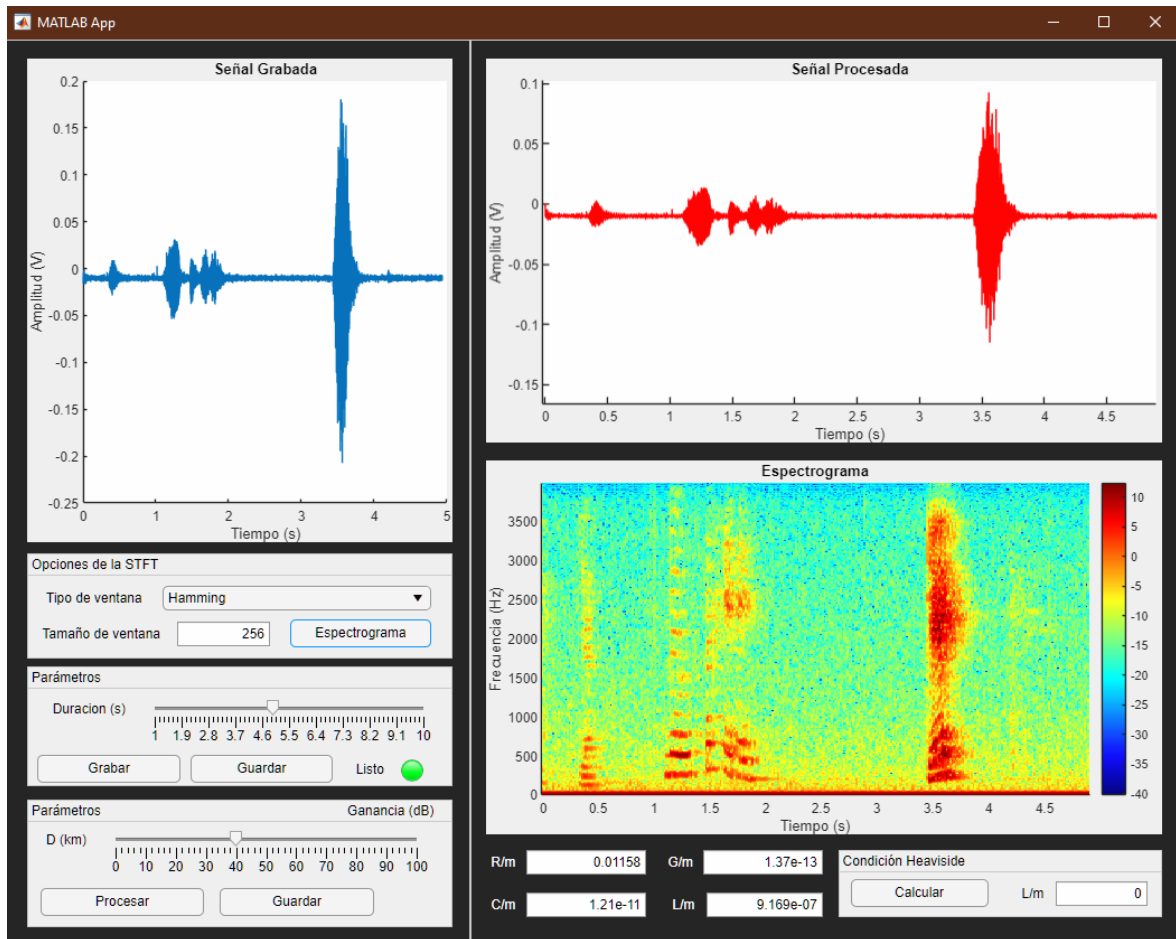 MATLAB App
Señal Grabada
0.2
0.15
0.1
0.05
0
-0.05
-0.1
-0.15
-0.2
-0.25
Amplitud (V)
0 1 2 3 4 5
Tiempo (s)
Opciones de la STFT
Tipo de ventana Hamming
Tamaño de ventana 256 Espectrograma
Parámetros
Duracion (s)
1 1.9 2.8 3.7 4.6 5.5 6.4 7.3 8.2 9.1 10
Grabar Guardar Listo
Parámetros Ganancia (dB)
D (km)
0 10 20 30 40 50 60 70 80 90 100
Procesar Guardar
Señal Procesada
0.1
0.05
0
-0.05
-0.1
-0.15
Amplitud (V)
0 0.5 1 1.5 2 2.5 3 3.5 4 4.5
Tiempo (s)
Espectrograma
3500
3000
2500
2000
1500
1000
500
0
Frecuencia (Hz)
0 0.5 1 1.5 2 2.5 3 3.5 4 4.5
Tiempo (s)
10
5
0
-5
-10
-15
-20
-25
-30
-35
-40
R/m 0.01158 G/m 1.37e-13
C/m 1.21e-11 L/m 9.169e-07
Condición Heaviside
Calcular L/m 0